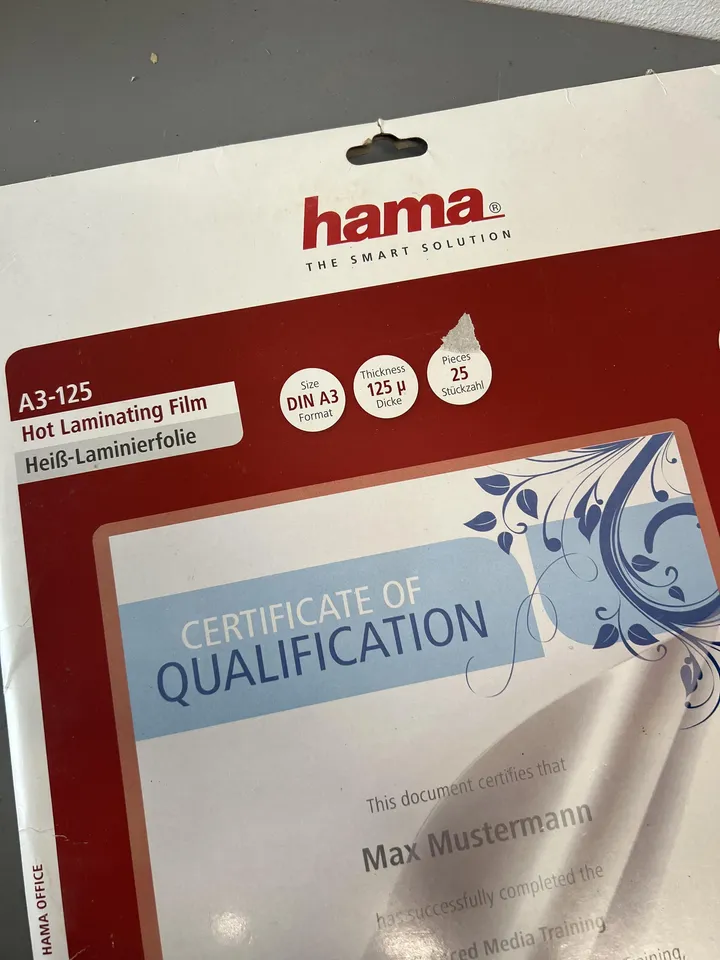 hama®
THE SMART SOLUTION
A3-125
Hot Laminating Film
Heiß-Laminierfolie
Size
DIN A3
Format
Thickness
125 µ
Dicke
Pieces
25
Stückzahl
CERTIFICATE OF
QUALIFICATION
This document certifies that
Max Mustermann
has successfully completed the
ced Media Training
ining,
HAMA OFFICE